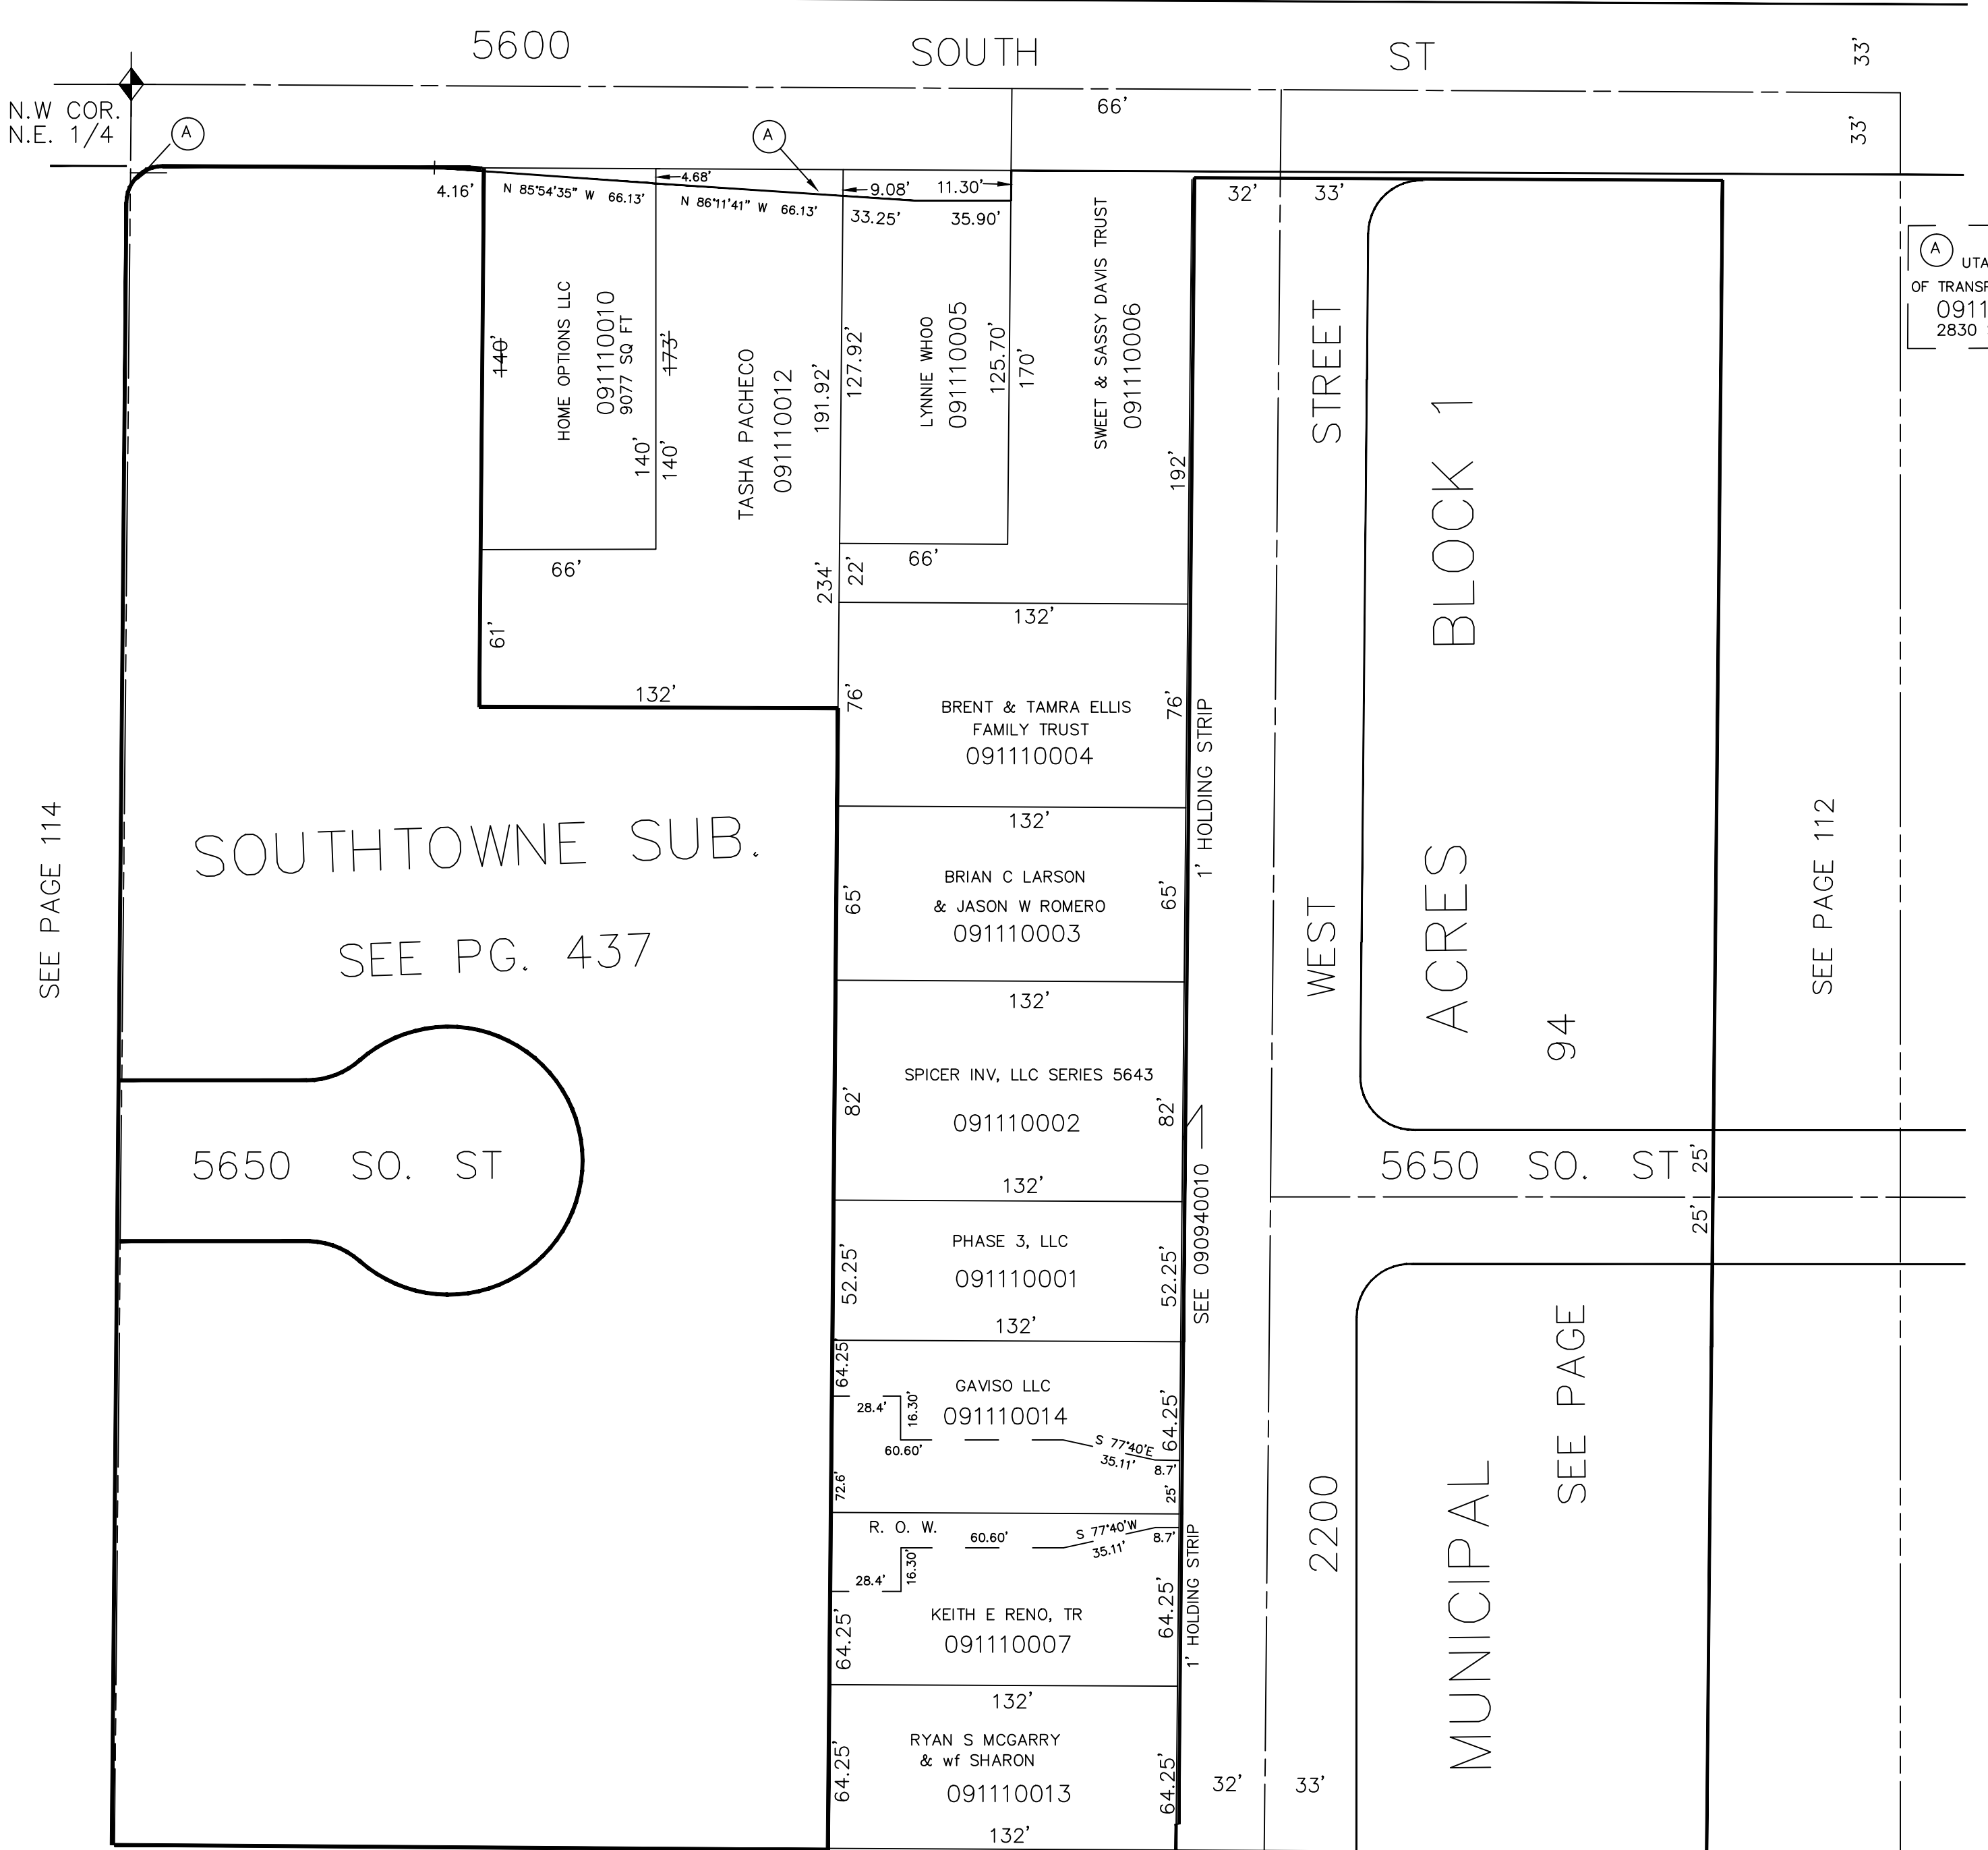 5600 SOUTH ST
33'
66'
33'
N.W COR.
N.E. 1/4
A
A
4.16'
N 85°54'35" W 66.13'
4.68'
N 86°11'41" W 66.13'
9.08'
11.30'
33.25'
35.90'
32'
33'
A
OF
0911
2830
140'
HOME OPTIONS LLC
091110010
9077 SQ FT
173'
140'
140'
66'
61'
TASHA PACHECO
091110012
191.92'
234'
132'
127.92'
LYNNIE WHOO
091110005
125.70'
170'
22'
66'
SWEET & SASSY DAVIS TRUST
091110006
192'
132'
76'
BRENT & TAMRA ELLIS
FAMILY TRUST
091110004
76'
132'
65'
BRIAN C LARSON
& JASON W ROMERO
091110003
65'
132'
82'
SPICER INV, LLC SERIES 5643
091110002
82'
132'
52.25'
PHASE 3, LLC
091110001
52.25'
132'
64.25'
GAVISO LLC
091110014
64.25'
28.4'
16.30'
60.60'
S 77°40'E
35.11'
8.7'
72.6'
25'
R. O. W.
60.60'
S 77°40'W
35.11'
8.7'
28.4'
16.30'
KEITH E RENO, TR
091110007
64.25'
64.25'
132'
RYAN S MCGARRY
& wf SHARON
091110013
64.25'
64.25'
132'
SEE PAGE 114
SOUTHTOWNE SUB.
SEE PG. 437
5650 SO. ST
1' HOLDING STRIP
SEE 090940010
1' HOLDING STRIP
2200 WEST STREET
32'
33'
MUNICIPAL ACRES BLOCK 1
SEE PAGE 94
5650 SO. ST
25'
25'
SEE PAGE 112